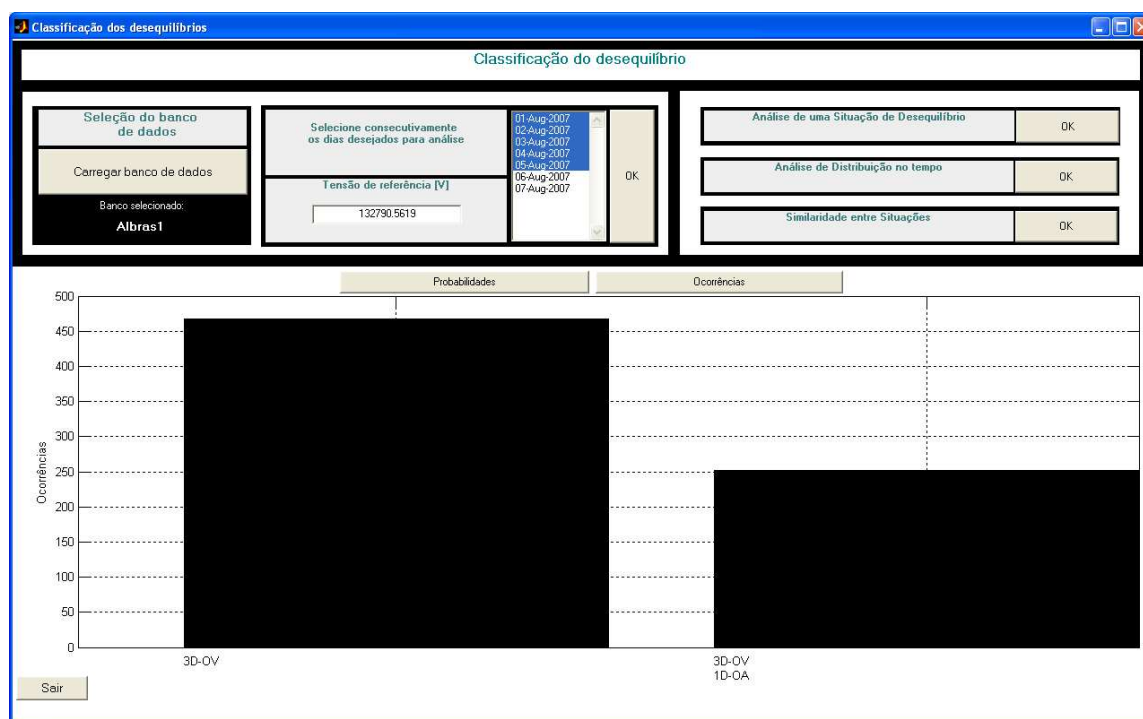 Classificação dos desequilíbrios
Classificação do desequilíbrio
Seleção do banco
de dados
Carregar banco de dados
Banco selecionado:
Albras1
Selecione consecutivamente
os dias desejados para análise
Tensão de referência [V]
132790.5619
01-Aug-2007
02-Aug-2007
03-Aug-2007
04-Aug-2007
05-Aug-2007
06-Aug-2007
07-Aug-2007
OK
Análise de uma Situação de Desequilíbrio
OK
Análise de Distribuição no tempo
OK
Similaridade entre Situações
OK
Probabilidades
Ocorrências
500
450
400
350
300
250
200
150
100
50
0
Ocorrências
3D-OV
3D-OV
1D-OA
Sair